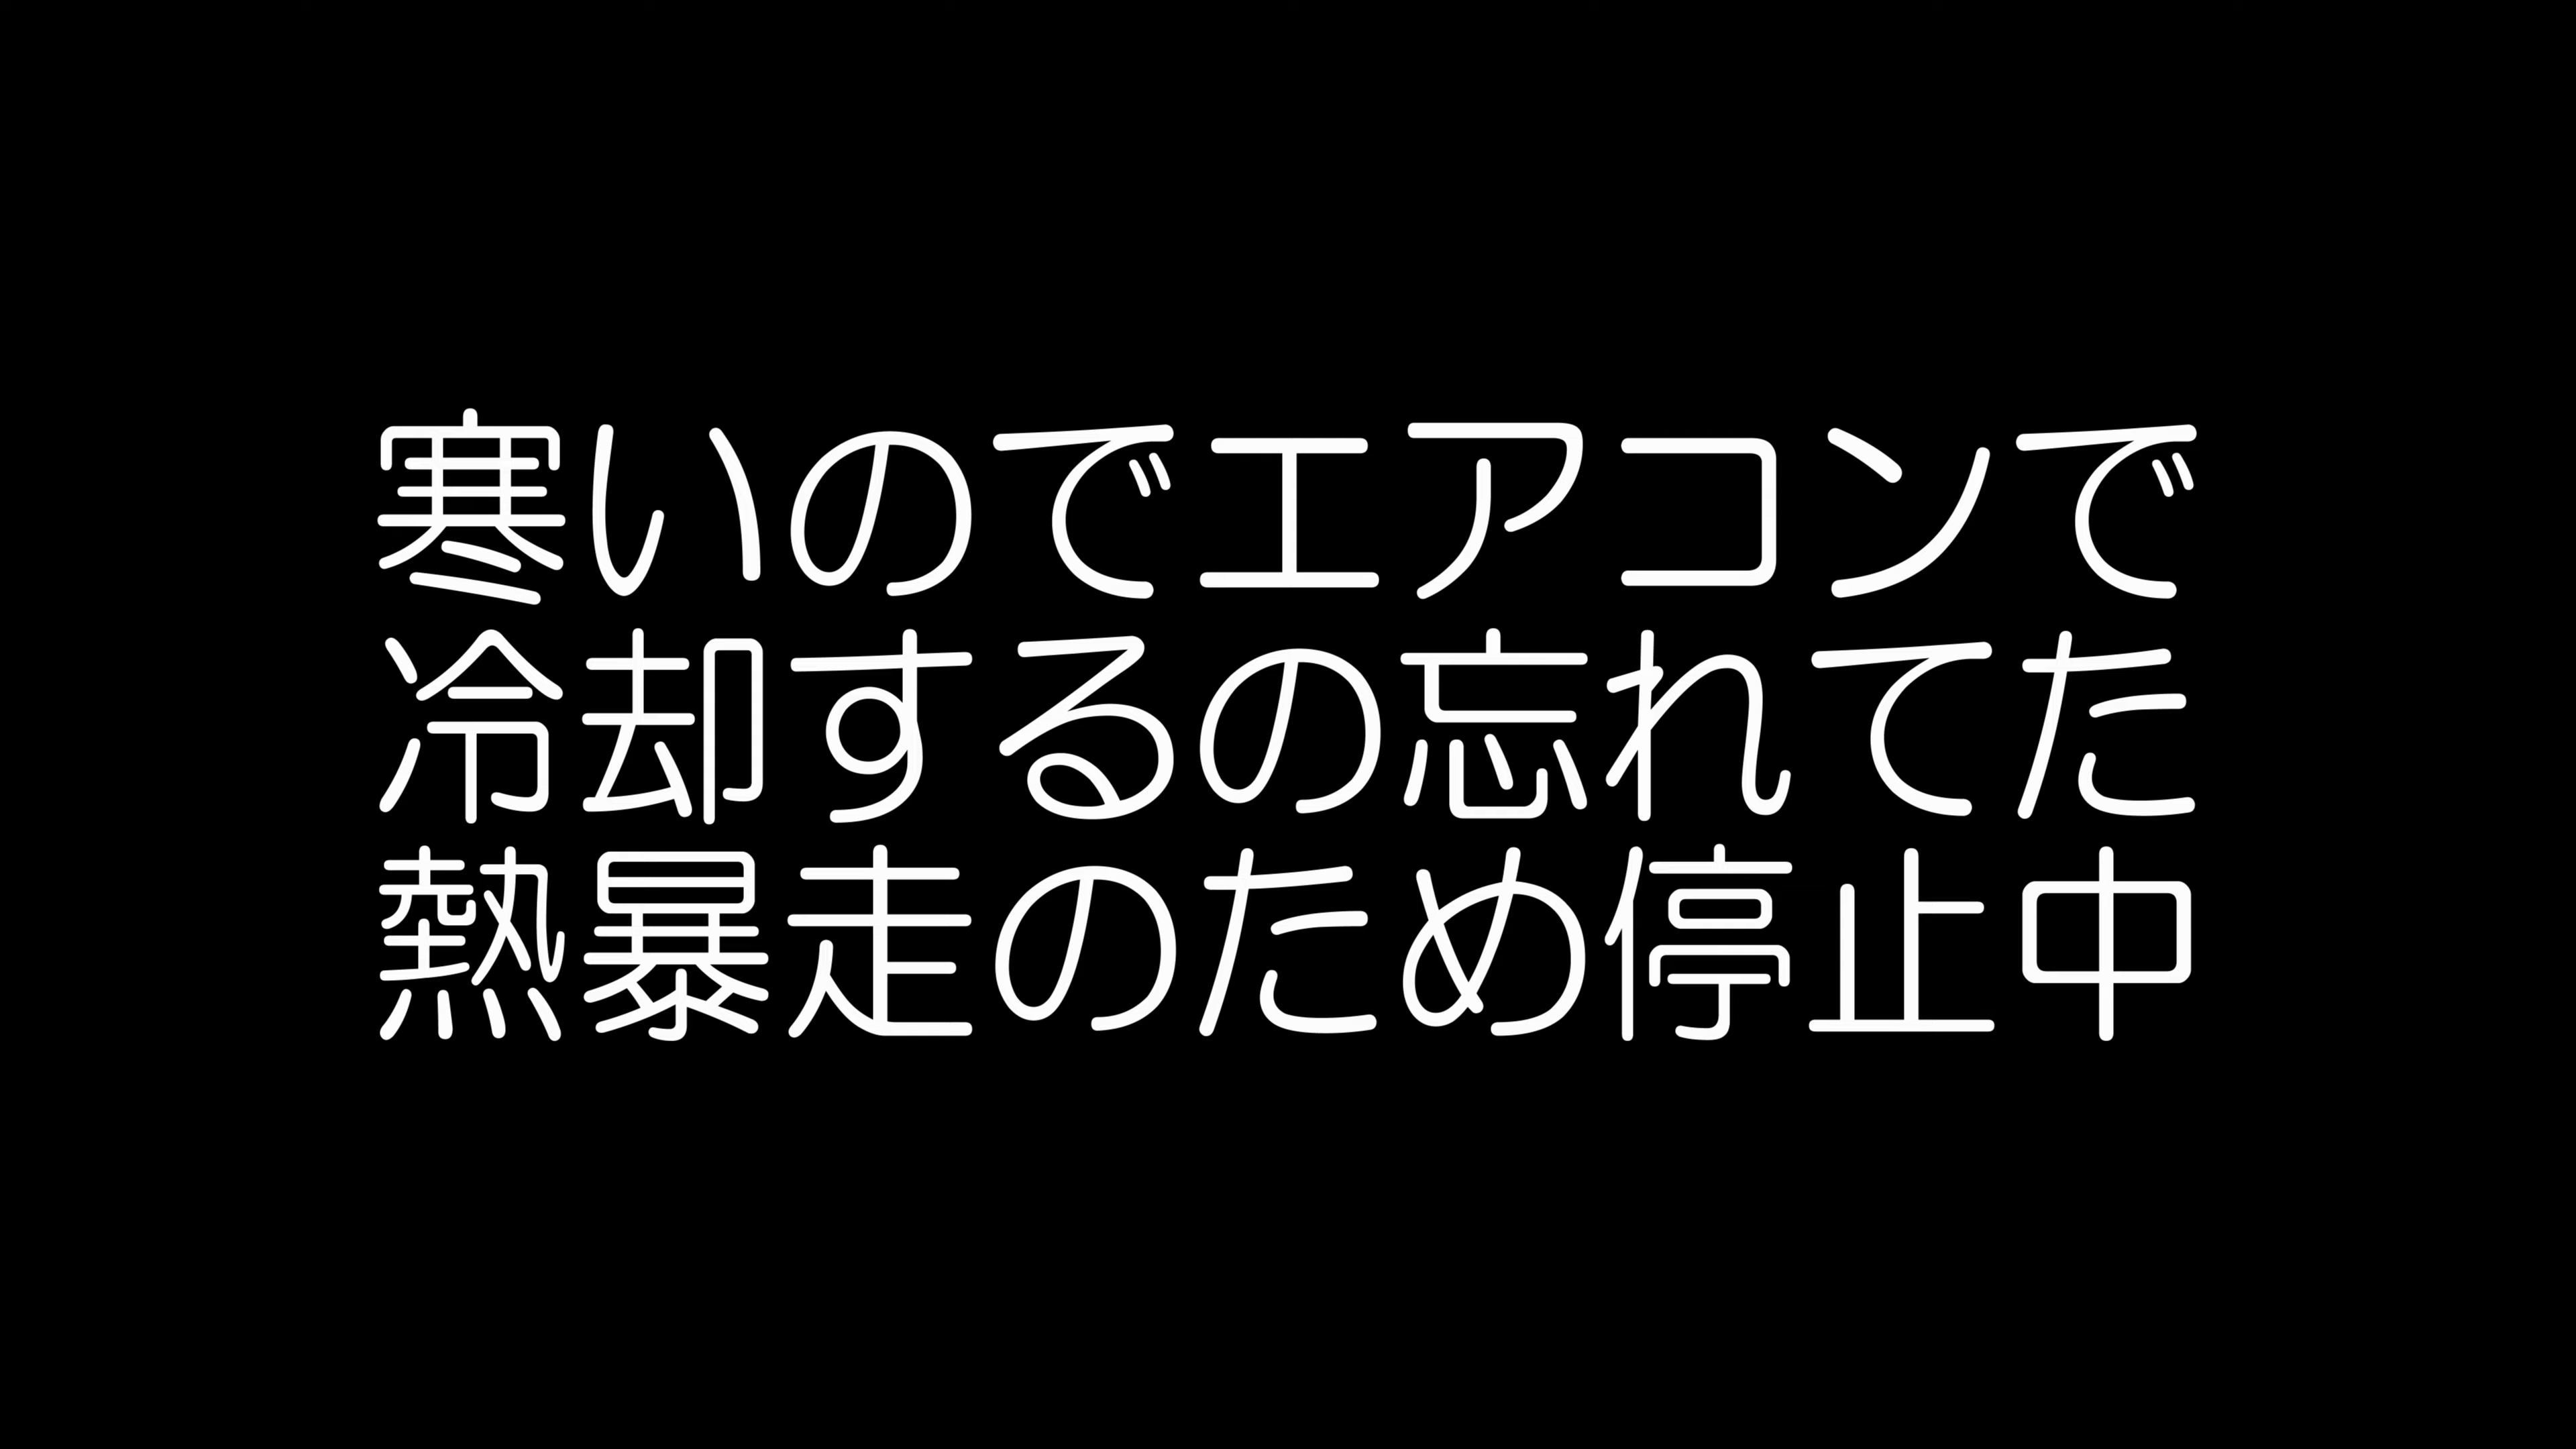 寒いのでエアコンで
冷却するの忘れてた
熱暴走のため停止中